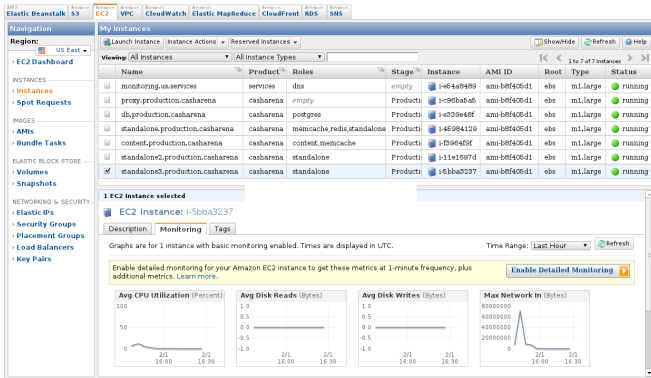 AWS Amazon Amazon Amazon Amazon Amazon Amazon Amazon Amazon
Elastic Beanstalk S3 EC2 VPC CloudWatch Elastic MapReduce CloudFront RDS SNS
Navigation
Region:
US East
EC2 Dashboard
INSTANCES
Instances
Spot Requests
IMAGES
AMIs
Bundle Tasks
ELASTIC BLOCK STORE
Volumes
Snapshots
NETWORKING & SECURITY
Elastic IPs
Security Groups
Placement Groups
Load Balancers
Key Pairs
My Instances
Launch Instance Instance Actions Reserved Instances Show/Hide Refresh Help
Viewing: All Instances All Instance Types 1 to 7 of 7 Instances
Name Product Roles Stage Instance AMI ID Root Type Status
monitoring.us.services services dns empty i-e54a8489 ami-b8f405d1 ebs m1.large running
proxy.production.casharena casharena empty Producti i-c96ba5a5 ami-b8f405d1 ebs m1.large running
db.production.casharena casharena postgres Producti i-e339e48f ami-b8f405d1 ebs m1.large running
standalone.production.casharena casharena memcache,redis,standalone Producti i-45984129 ami-b8f405d1 ebs m1.large running
content.production.casharena casharena content,memcache Producti i-f3964f9f ami-b8f405d1 ebs m1.large running
standalone2.production.casharena casharena standalone Producti i-11e1697d ami-b8f405d1 ebs m1.large running
standalone3.production.casharena casharena standalone Producti i-5bba3237 ami-b8f405d1 ebs m1.large running
1 EC2 Instance selected
EC2 Instance: i-5bba3237
Description Monitoring Tags
Graphs are for 1 instance with basic monitoring enabled. Times are displayed in UTC. Time Range: Last Hour Refresh
Enable detailed monitoring for your Amazon EC2 instance to get these metrics at 1-minute frequency, plus
additional metrics. Learn more.
Enable Detailed Monitoring
Avg CPU Utilization (Percent)
100
50
0
2/1 2/1
16:00 16:30
Avg Disk Reads (Bytes)
1.0
0.5
0.0
-0.5
-1.0
2/1 2/1
16:00 16:30
Avg Disk Writes (Bytes)
1.0
0.5
0.0
-0.5
-1.0
2/1 2/1
16:00 16:30
Max Network In (Bytes)
80000000
60000000
40000000
20000000
0
2/1 2/1
16:00 16:30